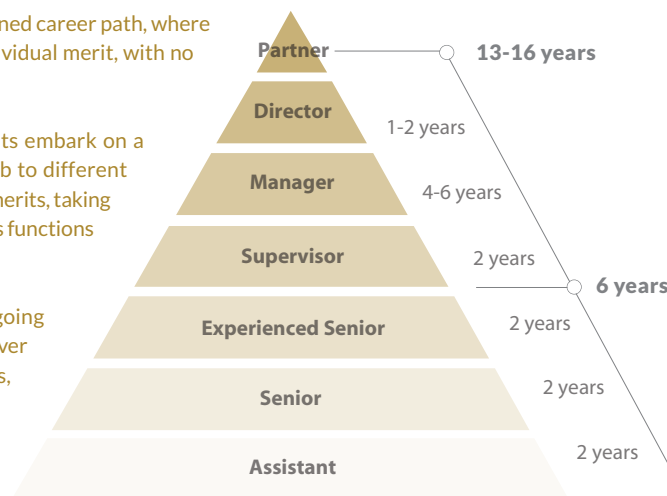 ned career path, where
vidual merit, with no
ts embark on a
b to different
nerits, taking
s functions
going
ver
s,
Partner
13-16 years
Director
1-2 years
Manager
4-6 years
Supervisor
2 years
6 years
Experienced Senior
2 years
Senior
2 years
Assistant
2 years